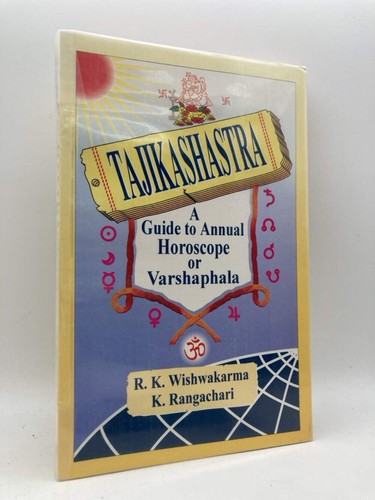 TAJIKASHASTRA
A
Guide to Annual
Horoscope
or
Varshaphala
ॐ
R. K. Wishwakarma
K. Rangachari